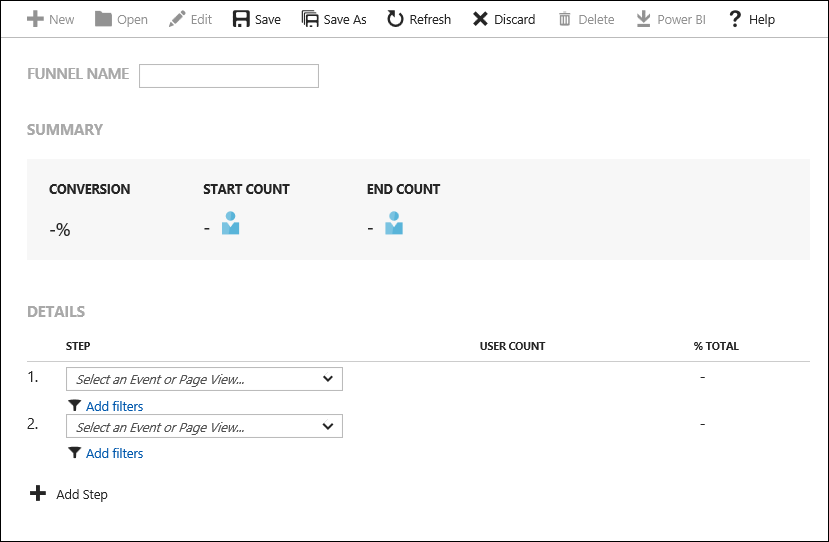 New Open Edit Save Save As Refresh Discard Delete Power BI Help
FUNNEL NAME
SUMMARY
CONVERSION START COUNT END COUNT
-% - -
DETAILS
STEP USER COUNT % TOTAL
1. Select an Event or Page View... -
Add filters
2. Select an Event or Page View... -
Add filters
Add Step